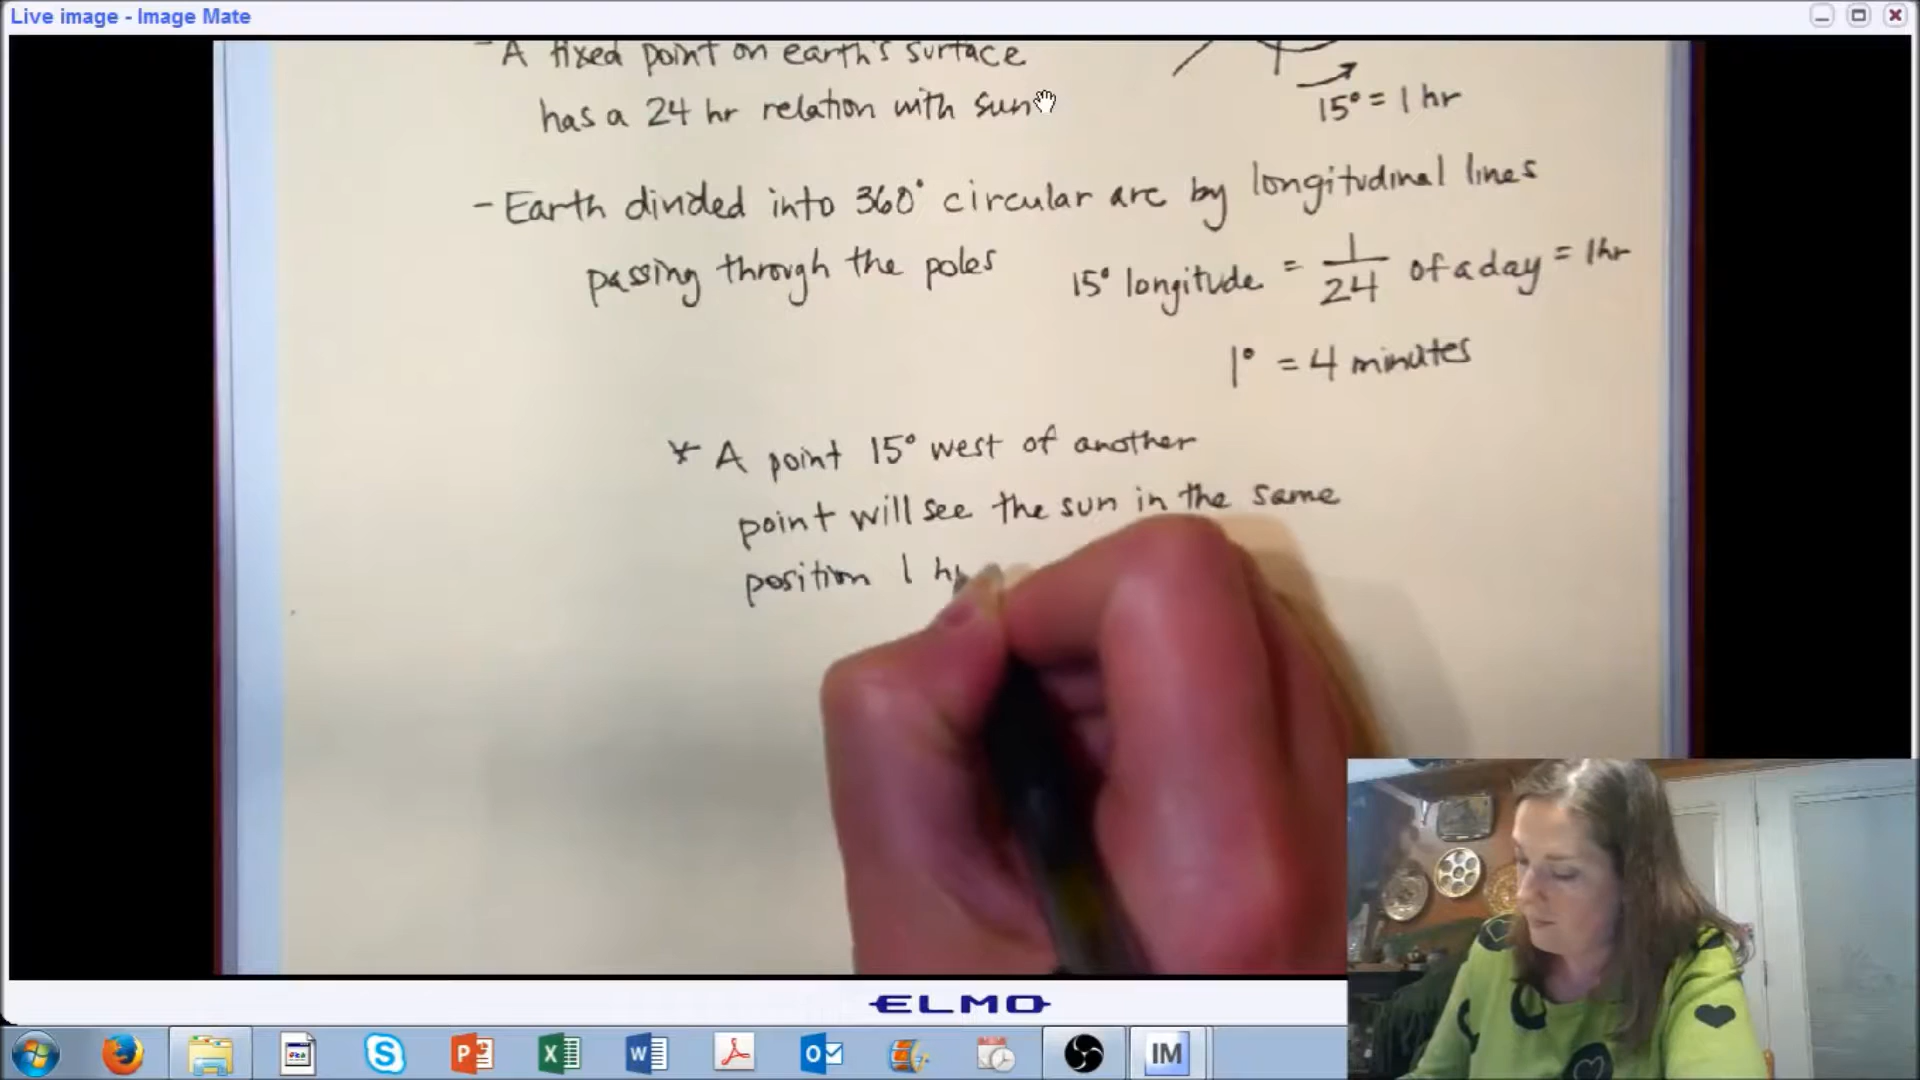 Live image - Image Mate
- A fixed point on earth's surface
has a 24 hr relation with sun
15° = 1 hr
- Earth divided into 360° circular arc by longitudinal lines
passing through the poles
15° longitude = 1/24 of a day = 1hr
1° = 4 minutes
* A point 15° west of another
point will see the sun in the same
position 1 hr
ELMO
IM